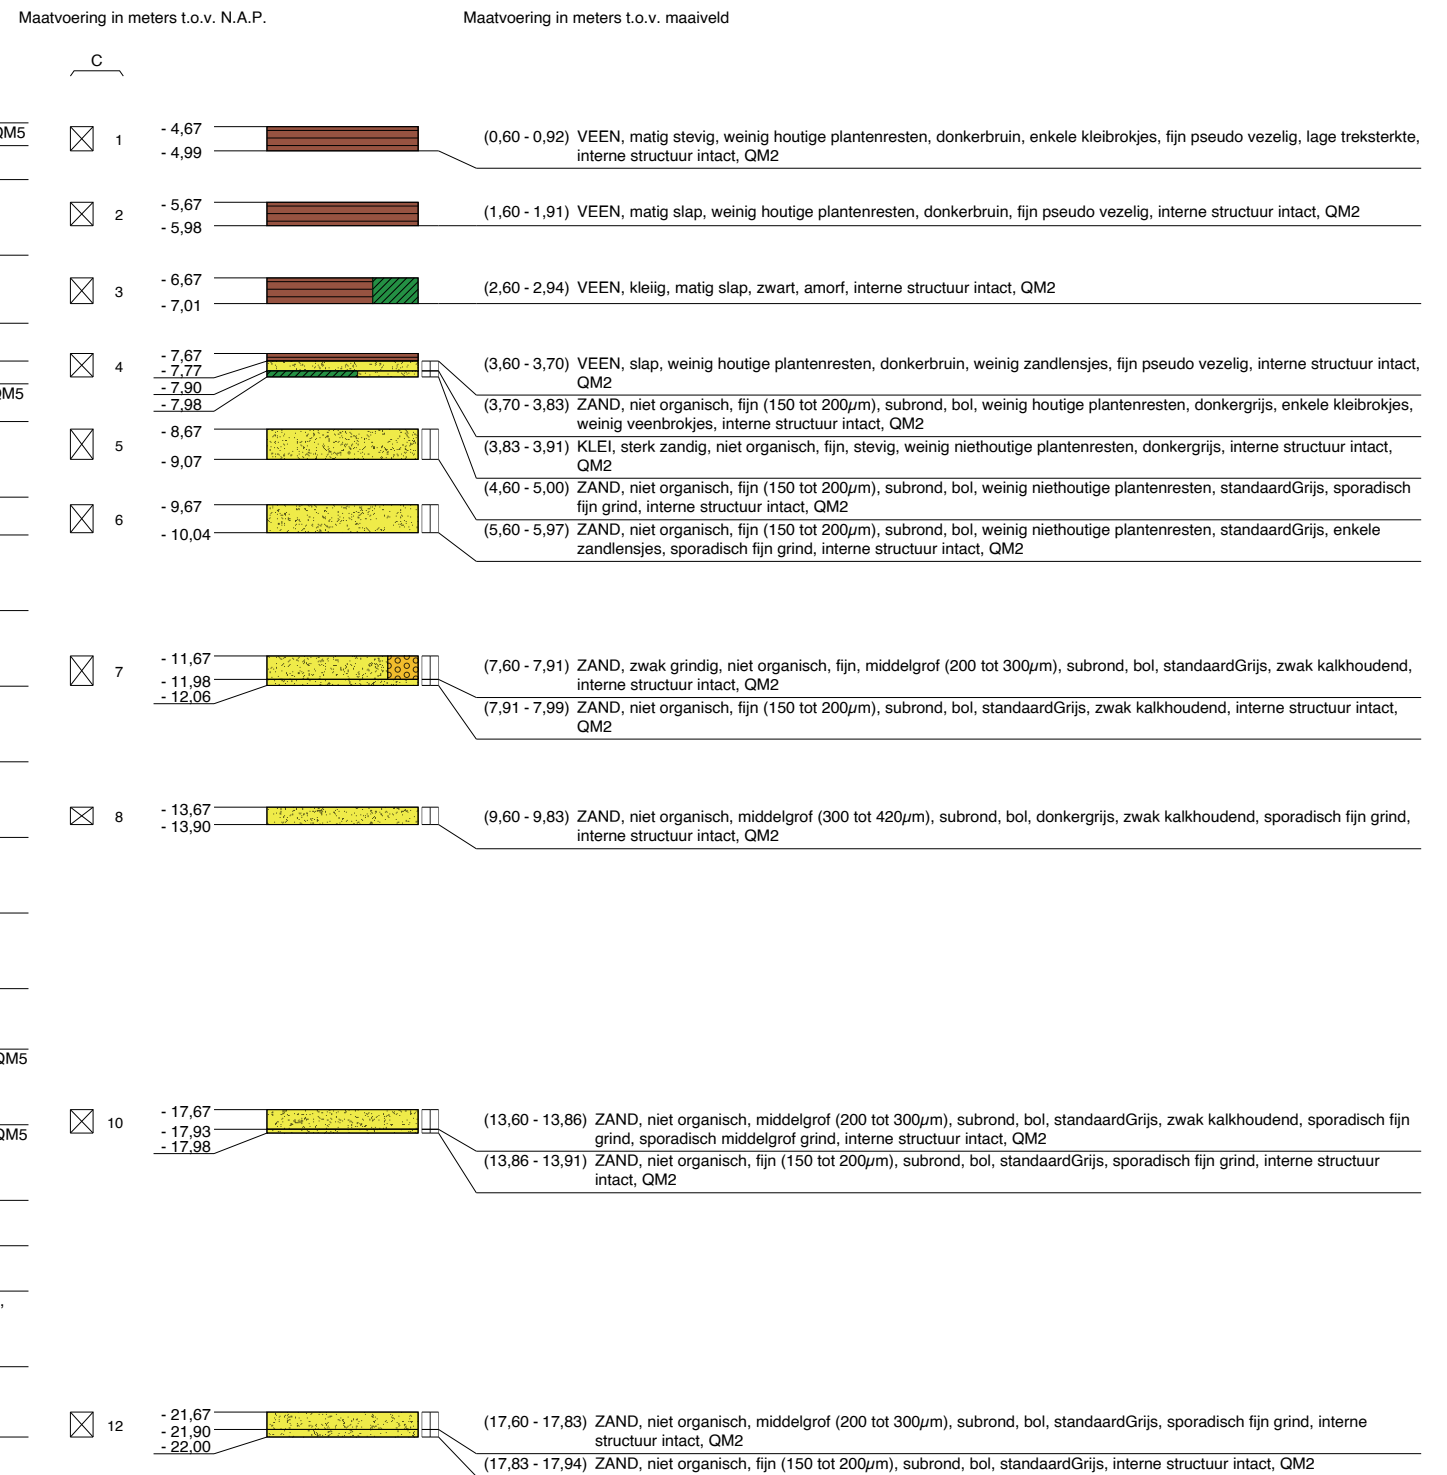 Maatvoering in meters t.o.v. N.A.P.
Maatvoering in meters t.o.v. maaiveld
C
QM5
1
- 4,67
- 4,99
(0,60 - 0,92) VEEN, matig stevig, weinig houtige plantenresten, donkerbruin, enkele kleibrokjes, fijn pseudo vezelig, lage treksterkte,
interne structuur intact, QM2
2
- 5,67
- 5,98
(1,60 - 1,91) VEEN, matig slap, weinig houtige plantenresten, donkerbruin, fijn pseudo vezelig, interne structuur intact, QM2
3
- 6,67
- 7,01
(2,60 - 2,94) VEEN, kleiig, matig slap, zwart, amorf, interne structuur intact, QM2
QM5
4
- 7,67
- 7,77
- 7,90
- 7,98
(3,60 - 3,70) VEEN, slap, weinig houtige plantenresten, donkerbruin, weinig zandlensjes, fijn pseudo vezelig, interne structuur intact,
QM2
(3,70 - 3,83) ZAND, niet organisch, fijn (150 tot 200µm), subrond, bol, weinig houtige plantenresten, donkergrijs, enkele kleibrokjes,
weinig veenbrokjes, interne structuur intact, QM2
(3,83 - 3,91) KLEI, sterk zandig, niet organisch, fijn, stevig, weinig niethoutige plantenresten, donkergrijs, interne structuur intact,
QM2
5
- 8,67
- 9,07
(4,60 - 5,00) ZAND, niet organisch, fijn (150 tot 200µm), subrond, bol, weinig niethoutige plantenresten, standaardGrijs, sporadisch
fijn grind, interne structuur intact, QM2
6
- 9,67
- 10,04
(5,60 - 5,97) ZAND, niet organisch, fijn (150 tot 200µm), subrond, bol, weinig niethoutige plantenresten, standaardGrijs, enkele
zandlensjes, sporadisch fijn grind, interne structuur intact, QM2
7
- 11,67
- 11,98
- 12,06
(7,60 - 7,91) ZAND, zwak grindig, niet organisch, fijn, middelgrof (200 tot 300µm), subrond, bol, standaardGrijs, zwak kalkhoudend,
interne structuur intact, QM2
(7,91 - 7,99) ZAND, niet organisch, fijn (150 tot 200µm), subrond, bol, standaardGrijs, zwak kalkhoudend, interne structuur intact,
QM2
8
- 13,67
- 13,90
(9,60 - 9,83) ZAND, niet organisch, middelgrof (300 tot 420µm), subrond, bol, donkergrijs, zwak kalkhoudend, sporadisch fijn grind,
interne structuur intact, QM2
QM5
QM5
10
- 17,67
- 17,93
- 17,98
(13,60 - 13,86) ZAND, niet organisch, middelgrof (200 tot 300µm), subrond, bol, standaardGrijs, zwak kalkhoudend, sporadisch fijn
grind, sporadisch middelgrof grind, interne structuur intact, QM2
(13,86 - 13,91) ZAND, niet organisch, fijn (150 tot 200µm), subrond, bol, standaardGrijs, sporadisch fijn grind, interne structuur
intact, QM2
,
12
- 21,67
- 21,90
- 22,00
(17,60 - 17,83) ZAND, niet organisch, middelgrof (200 tot 300µm), subrond, bol, standaardGrijs, sporadisch fijn grind, interne
structuur intact, QM2
(17,83 - 17,94) ZAND, niet organisch, fijn (150 tot 200µm), subrond, bol, standaardGrijs, interne structuur intact, QM2